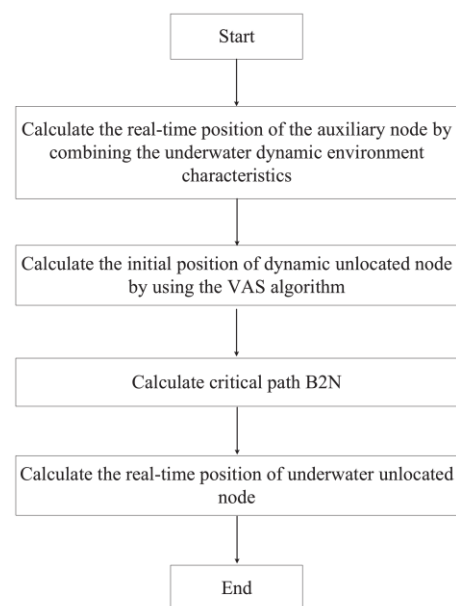 Start
Calculate the real-time position of the auxiliary node by
combining the underwater dynamic environment
characteristics
Calculate the initial position of dynamic unlocated node
by using the VAS algorithm
Calculate critical path B2N
Calculate the real-time position of underwater unlocated
node
End